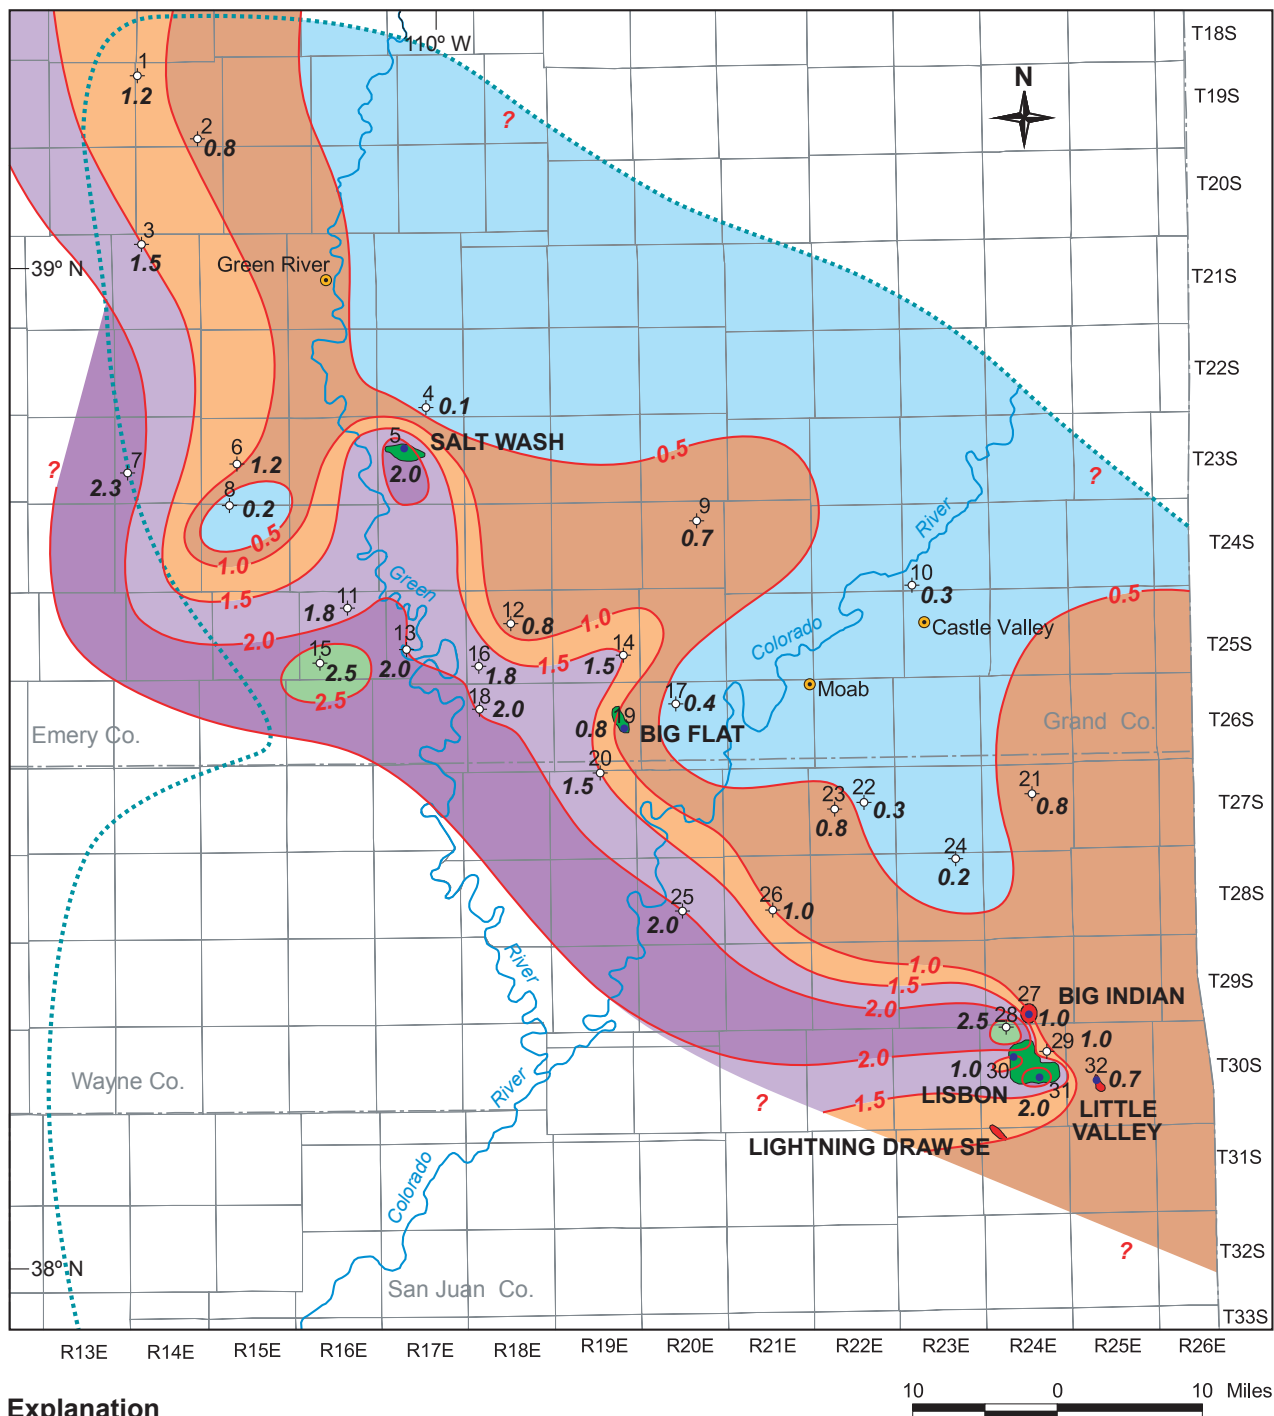 T18S
110º W
1
N
T19S
1.2
?
2
0.8
T20S
3
1.5
Green River
39º N
T21S
T22S
4
0.1
5
SALT WASH
6
1.2
0.5
T23S
?
7
2.3
2.0
?
8
0.2
9
0.7
River
0.5
T24S
1.0
Green
10
0.3
0.5
1.5
11
1.8
12
0.8
1.0
Castle Valley
2.0
13
2.0
14
1.5
Colorado
T25S
15
2.5
16
1.8
1.5
2.5
18
2.0
17
0.4
Moab
T26S
Emery Co.
0.8
19
BIG FLAT
Grand Co.
20
1.5
21
0.8
23
0.8
22
0.3
T27S
24
0.2
25
2.0
26
1.0
T28S
River
1.0
1.5
2.0
T29S
27
BIG INDIAN
2.5
28
1.0
29
1.0
2.0
1.0
30
32
0.7
T30S
Wayne Co.
River
?
1.5
LISBON
31
2.0
LITTLE
VALLEY
LIGHTNING DRAW SE
T31S
Colorado
?
T32S
38º N
San Juan Co.
T33S
R13E
R14E
R15E
R16E
R17E
R18E
R19E
R20E
R21E
R22E
R23E
R24E
R25E
R26E
10 0 10 Miles
Explanation